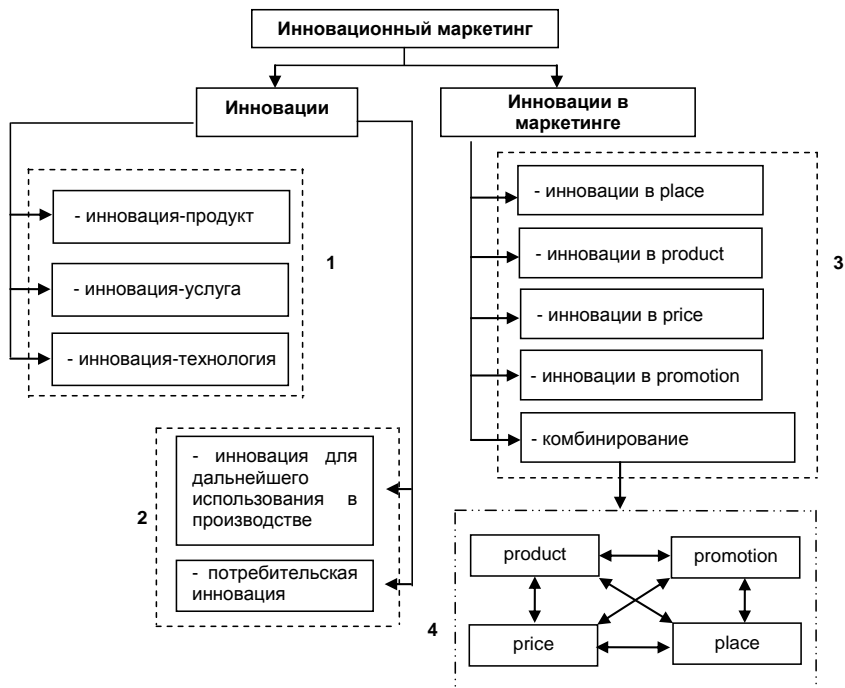 Инновационный маркетинг
Инновации
Инновации в
маркетинге
- инновация-продукт
- инновация-услуга
- инновация-технология
1
- инновация для
дальнейшего
использования в
производстве
- потребительская
инновация
2
- инновации в place
- инновации в product
- инновации в price
- инновации в promotion
- комбинирование
3
product
promotion
price
place
4